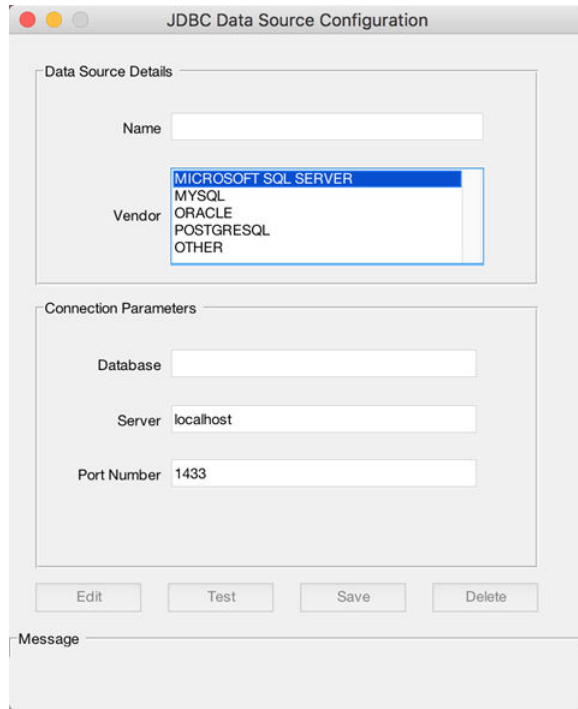 JDBC Data Source Configuration
Data Source Details
Name
Vendor
MICROSOFT SQL SERVER
MYSQL
ORACLE
POSTGRESQL
OTHER
Connection Parameters
Database
Server localhost
Port Number 1433
Edit Test Save Delete
Message